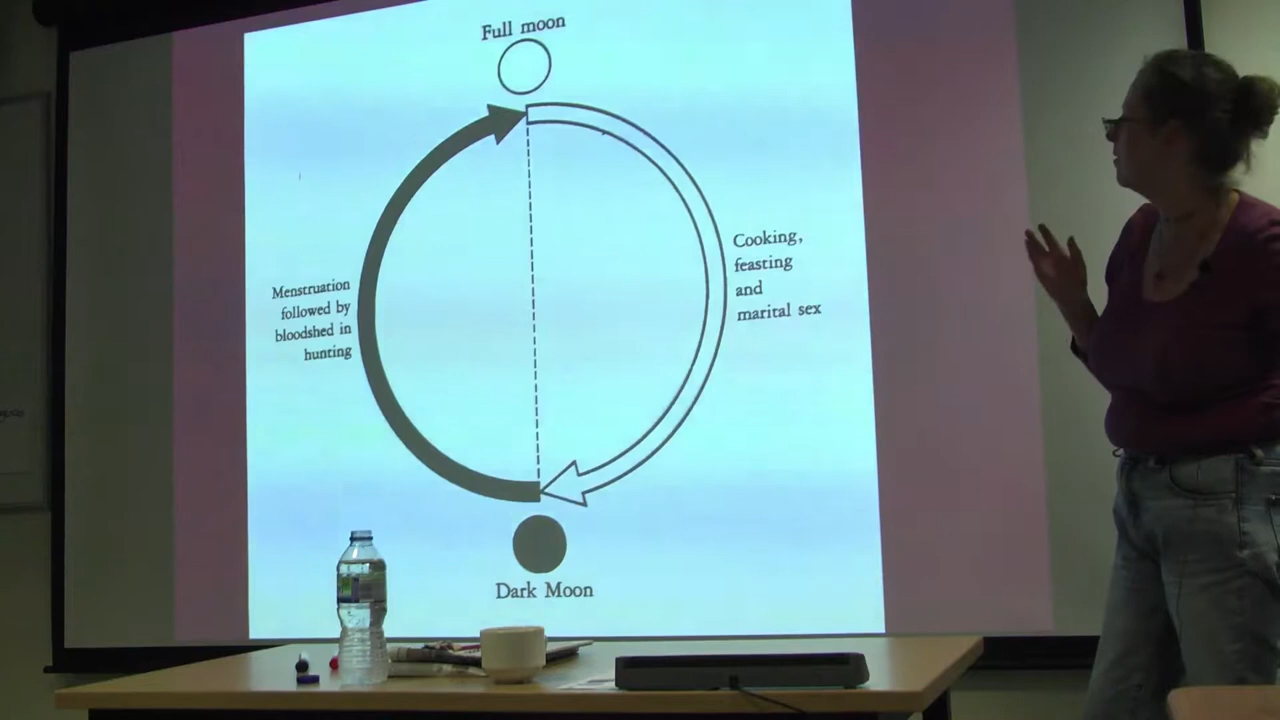 Full moon
Cooking,
feasting
and
marital sex
Menstruation
followed by
bloodshed in
hunting
Dark Moon